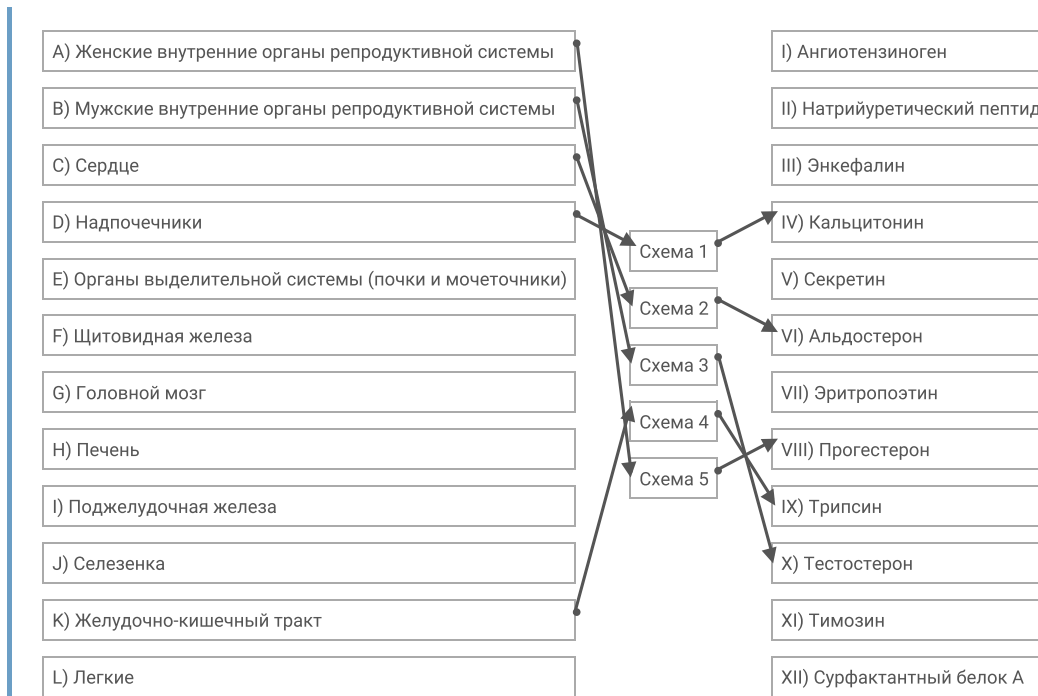 A) Женские внутренние органы репродуктивной системы
B) Мужские внутренние органы репродуктивной системы
C) Сердце
D) Надпочечники
E) Органы выделительной системы (почки и мочеточники)
F) Щитовидная железа
G) Головной мозг
H) Печень
I) Поджелудочная железа
J) Селезенка
K) Желудочно-кишечный тракт
L) Легкие
Схема 1
Схема 2
Схема 3
Схема 4
Схема 5
I) Ангиотензиноген
II) Натрийуретический пептид
III) Энкефалин
IV) Кальцитонин
V) Секретин
VI) Альдостерон
VII) Эритропоэтин
VIII) Прогестерон
IX) Трипсин
X) Тестостерон
XI) Тимозин
XII) Сурфактантный белок А